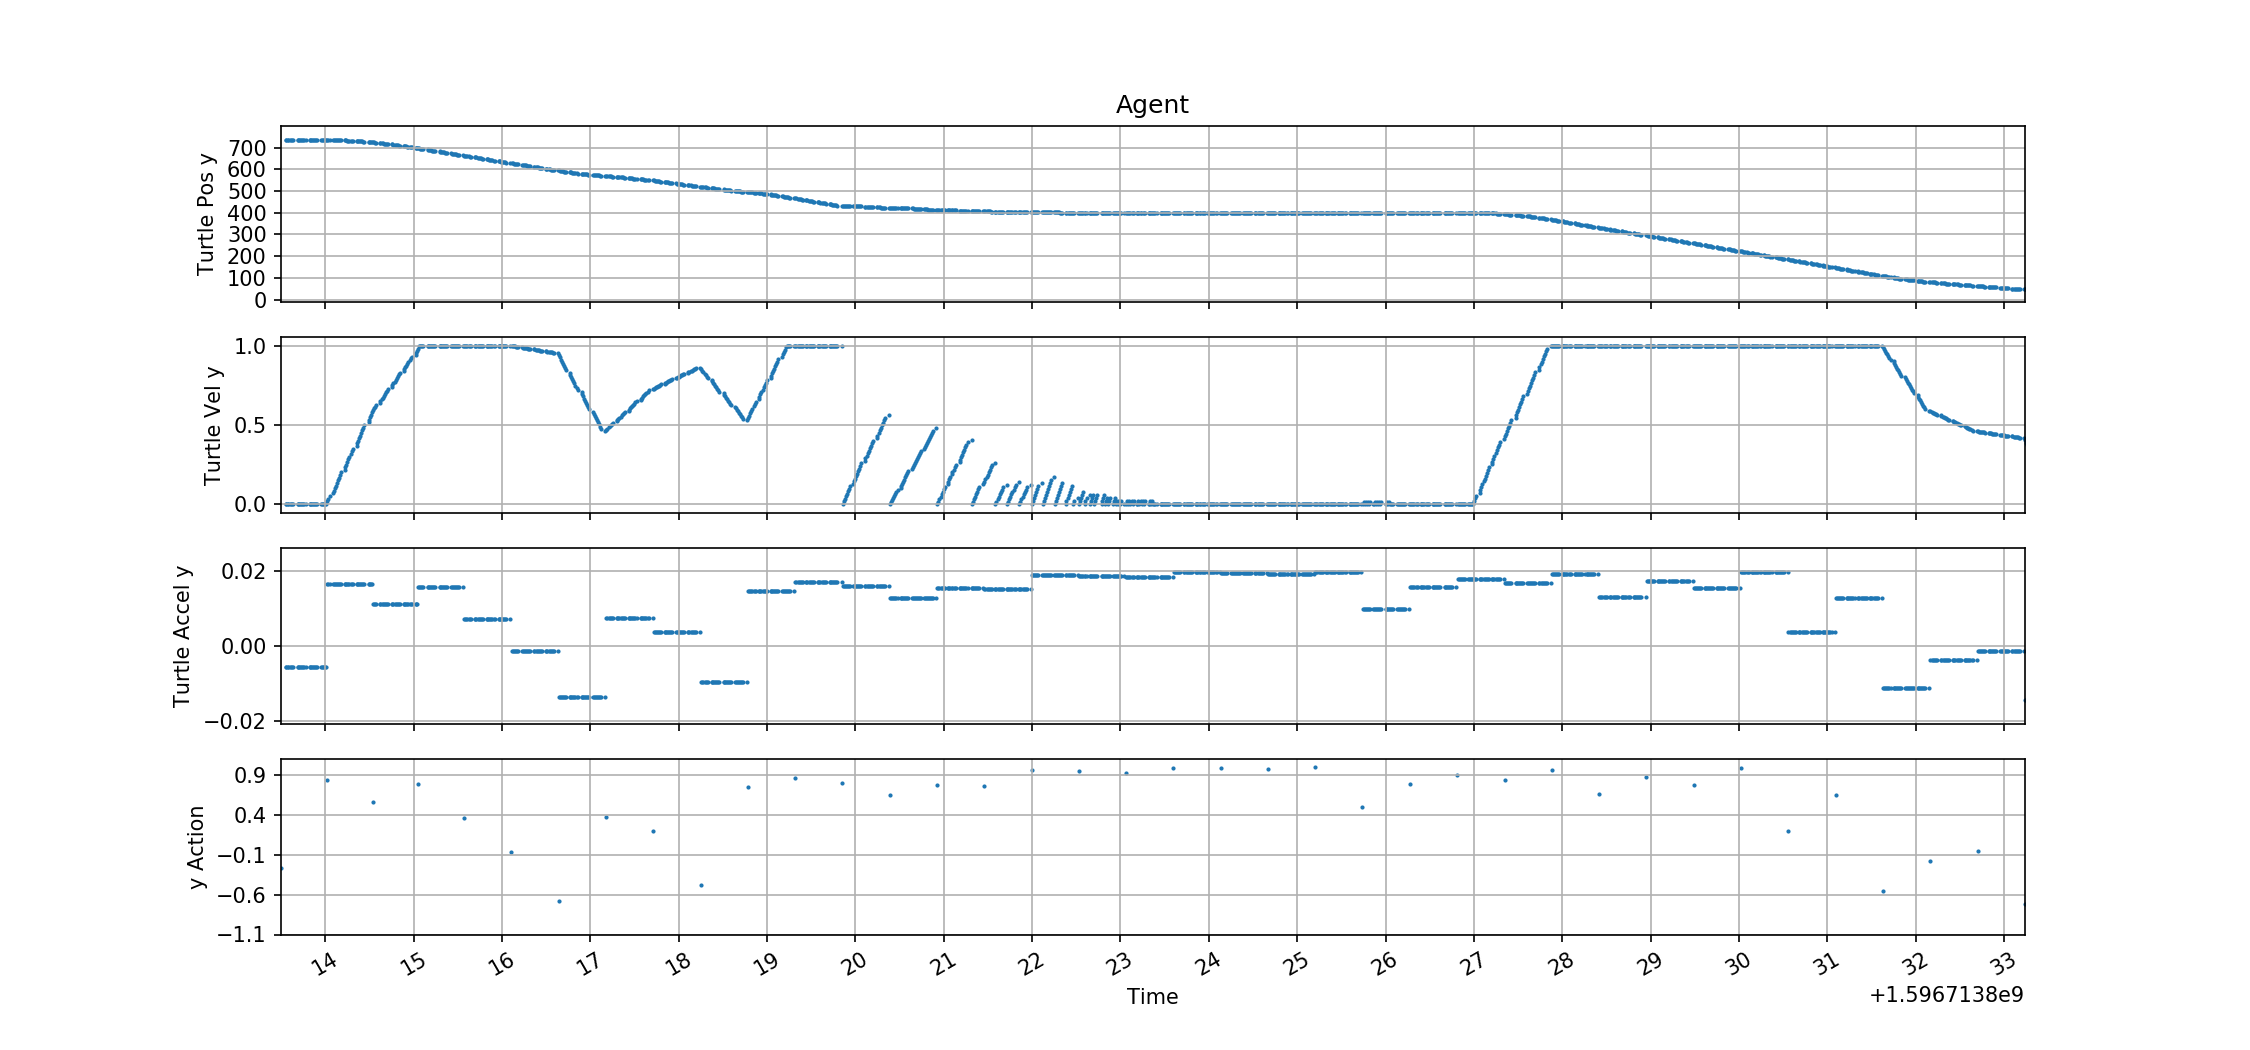 Agent
Turtle Pos y
700
600
500
400
300
200
100
0
Turtle Vel y
1.0
0.5
0.0
Turtle Accel y
0.02
0.00
−0.02
y Action
0.9
0.4
−0.1
−0.6
−1.1
14 15 16 17 18 19 20 21 22 23 24 25 26 27 28 29 30 31 32 33
Time
+1.5967138e9